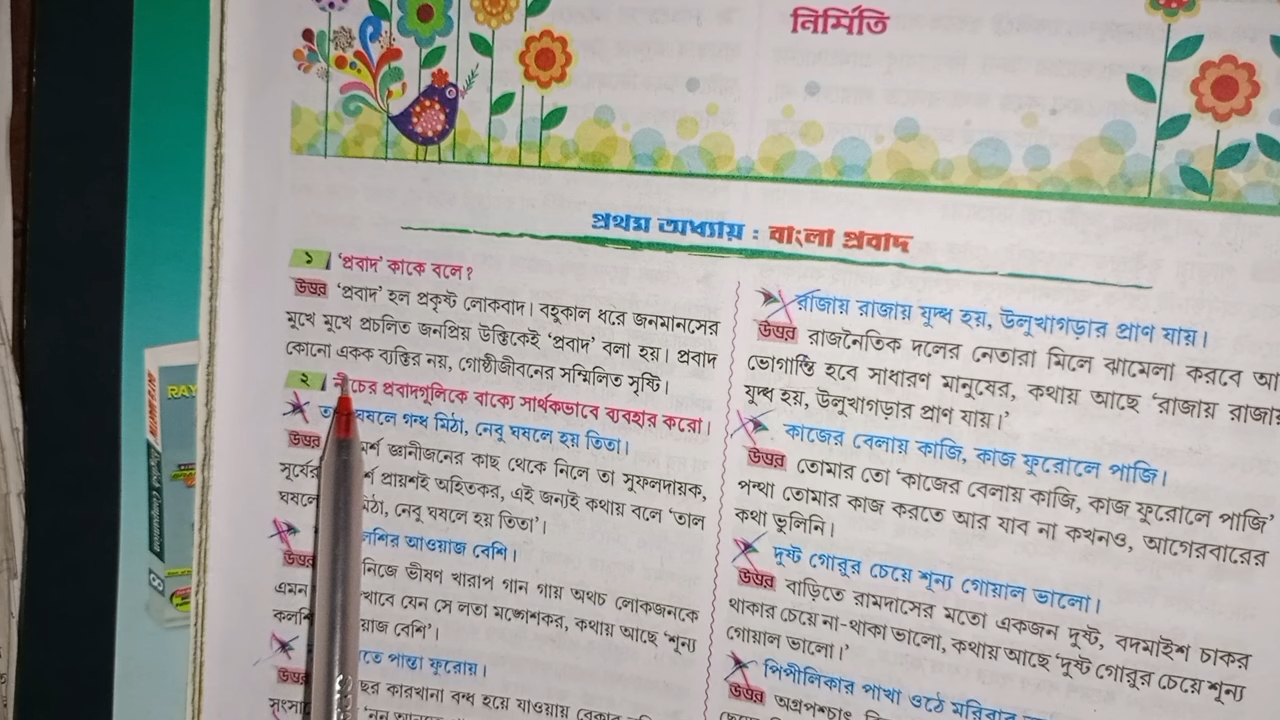 নির্মিতি
প্রথম অধ্যায় : বাংলা প্রবাদ
১ 'প্রবাদ' কাকে বলে?
উত্তর 'প্রবাদ' হল প্রকৃষ্ট লোকবাদ। বহুকাল ধরে জনমানসের
মুখে মুখে প্রচলিত জনপ্রিয় উক্তিকেই 'প্রবাদ' বলা হয়। প্রবাদ
কোনো একক ব্যক্তির নয়, গোষ্ঠীজীবনের সম্মিলিত সৃষ্টি।
২ নীচের প্রবাদগুলিকে বাক্যে সার্থকভাবে ব্যবহার করো।
ঘষলে গন্ধ মিঠা, নেবু ঘষলে হয় তিতা।
উত্তর জ্ঞানীজনের কাছ থেকে নিলে তা সুফলদায়ক,
সূর্যের প্রায়শই অহিতকর, এই জন্যই কথায় বলে 'তাল
ঘষলে মিঠা, নেবু ঘষলে হয় তিতা'।
আওয়াজ বেশি।
উত্তর নিজে ভীষণ খারাপ গান গায় অথচ লোকজনকে
এমন যেন সে লতা মঙ্গেশকর, কথায় আছে 'শূন্য
কলশি বেশি'।
পান্তা ফুরোয়।
উত্তর কারখানা বন্ধ হয়ে যাওয়ায়
রাজায় রাজায় যুদ্ধ হয়, উলুখাগড়ার প্রাণ যায়।
উত্তর রাজনৈতিক দলের নেতারা মিলে ঝামেলা করবে আ
ভোগান্তি হবে সাধারণ মানুষের, কথায় আছে 'রাজায় রাজায়
যুদ্ধ হয়, উলুখাগড়ার প্রাণ যায়।'
কাজের বেলায় কাজি, কাজ ফুরোলে পাজি।
উত্তর তোমার তো 'কাজের বেলায় কাজি, কাজ ফুরোলে পাজি'
পন্থা তোমার কাজ করতে আর যাব না কখনও, আগেরবারের
কথা ভুলিনি।
দুষ্ট গোরুর চেয়ে শূন্য গোয়াল ভালো।
উত্তর বাড়িতে রামদাসের মতো একজন দুষ্ট, বদমাইশ চাকর
থাকার চেয়ে না-থাকা ভালো, কথায় আছে 'দুষ্ট গোরুর চেয়ে শূন্য
গোয়াল ভালো।'
পিপীলিকার পাখা ওঠে মরিবার
উত্তর অগ্রপশ্চাৎ